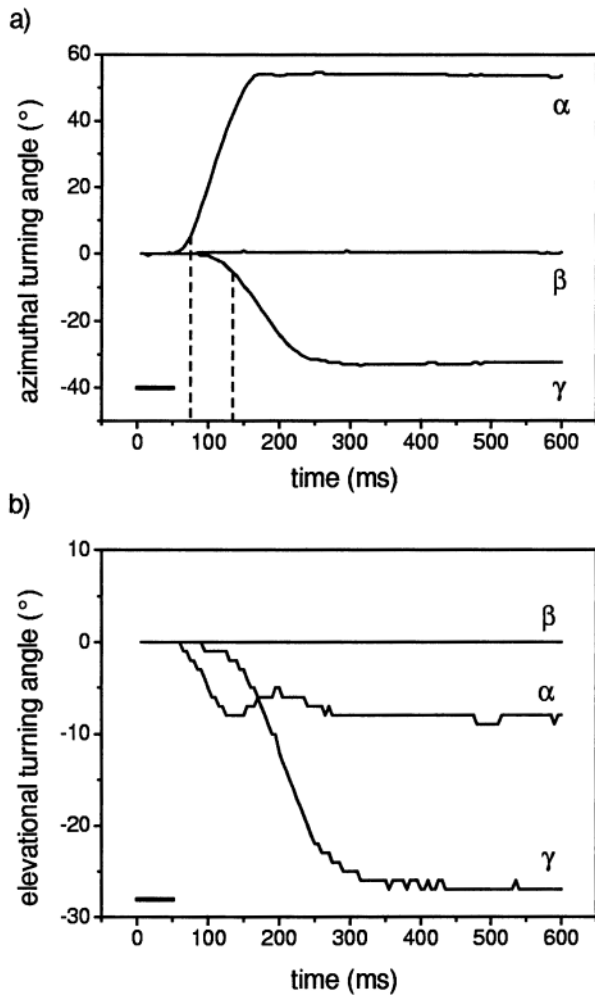 a)
azimuthal turning angle (°)
60
40
20
0
-20
-40
α
β
γ
0 100 200 300 400 500 600
time (ms)
b)
elevational turning angle (°)
10
0
-10
-20
-30
β
α
γ
0 100 200 300 400 500 600
time (ms)